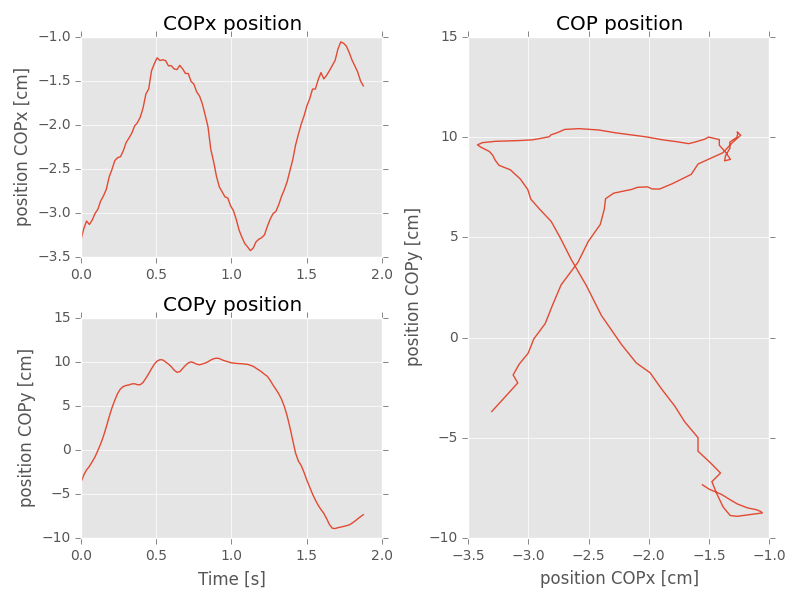 COPx position
position COPx [cm]
−1.0
−1.5
−2.0
−2.5
−3.0
−3.5
0.0 0.5 1.0 1.5 2.0
COPy position
position COPy [cm]
15
10
5
0
−5
−10
0.0 0.5 1.0 1.5 2.0
Time [s]
COP position
position COPy [cm]
15
10
5
0
−5
−10
−3.5 −3.0 −2.5 −2.0 −1.5 −1.0
position COPx [cm]